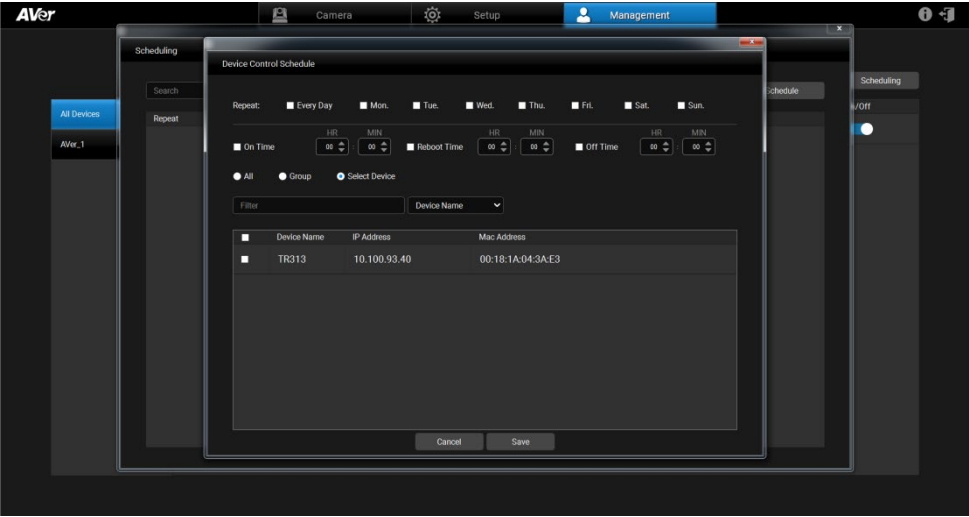 AVer Camera Setup Management
x
Scheduling
Device Control Schedule
Scheduling
Search
Schedule
Repeat: Every Day Mon. Tue. Wed. Thu. Fri. Sat. Sun.
/Off
All Devices
Repeat
HR MIN HR MIN HR MIN
On Time 00 : 00 Reboot Time 00 : 00 Off Time 00 : 00
AVer_1
All Group Select Device
Filter Device Name
Device Name IP Address Mac Address
TR313 10.100.93.40 00:18:1A:04:3A:E3
Cancel Save